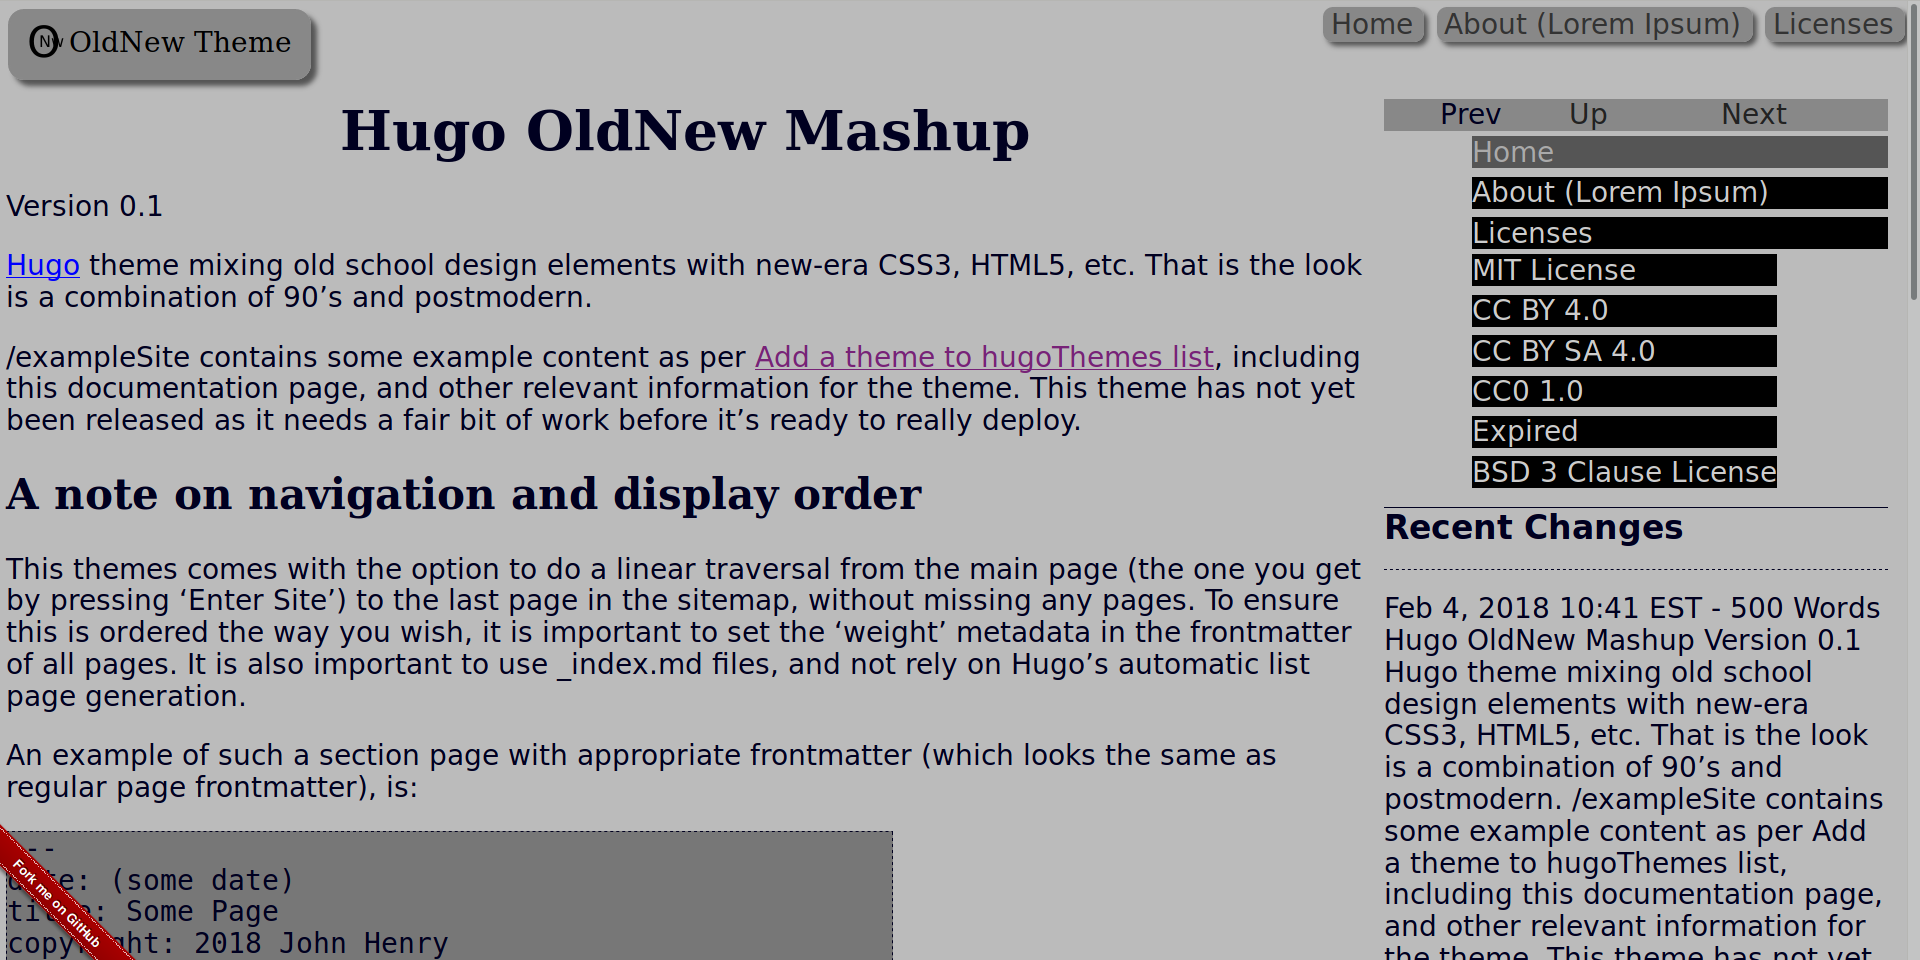 ONw OldNew Theme
Home
About (Lorem Ipsum)
Licenses
Hugo OldNew Mashup
Version 0.1
Hugo theme mixing old school design elements with new-era CSS3, HTML5, etc. That is the look
is a combination of 90’s and postmodern.
/exampleSite contains some example content as per Add a theme to hugoThemes list, including
this documentation page, and other relevant information for the theme. This theme has not yet
been released as it needs a fair bit of work before it’s ready to really deploy.
A note on navigation and display order
This themes comes with the option to do a linear traversal from the main page (the one you get
by pressing ‘Enter Site’) to the last page in the sitemap, without missing any pages. To ensure
this is ordered the way you wish, it is important to set the ‘weight’ metadata in the frontmatter
of all pages. It is also important to use _index.md files, and not rely on Hugo’s automatic list
page generation.
An example of such a section page with appropriate frontmatter (which looks the same as
regular page frontmatter), is:
--
date: (some date)
title: Some Page
copyright: 2018 John Henry
Fork me on GitHub
Prev Up Next
Home
About (Lorem Ipsum)
Licenses
MIT License
CC BY 4.0
CC BY SA 4.0
CC0 1.0
Expired
BSD 3 Clause License
Recent Changes
Feb 4, 2018 10:41 EST - 500 Words
Hugo OldNew Mashup Version 0.1
Hugo theme mixing old school
design elements with new-era
CSS3, HTML5, etc. That is the look
is a combination of 90’s and
postmodern. /exampleSite contains
some example content as per Add
a theme to hugoThemes list,
including this documentation page,
and other relevant information for
the theme. This theme has not yet